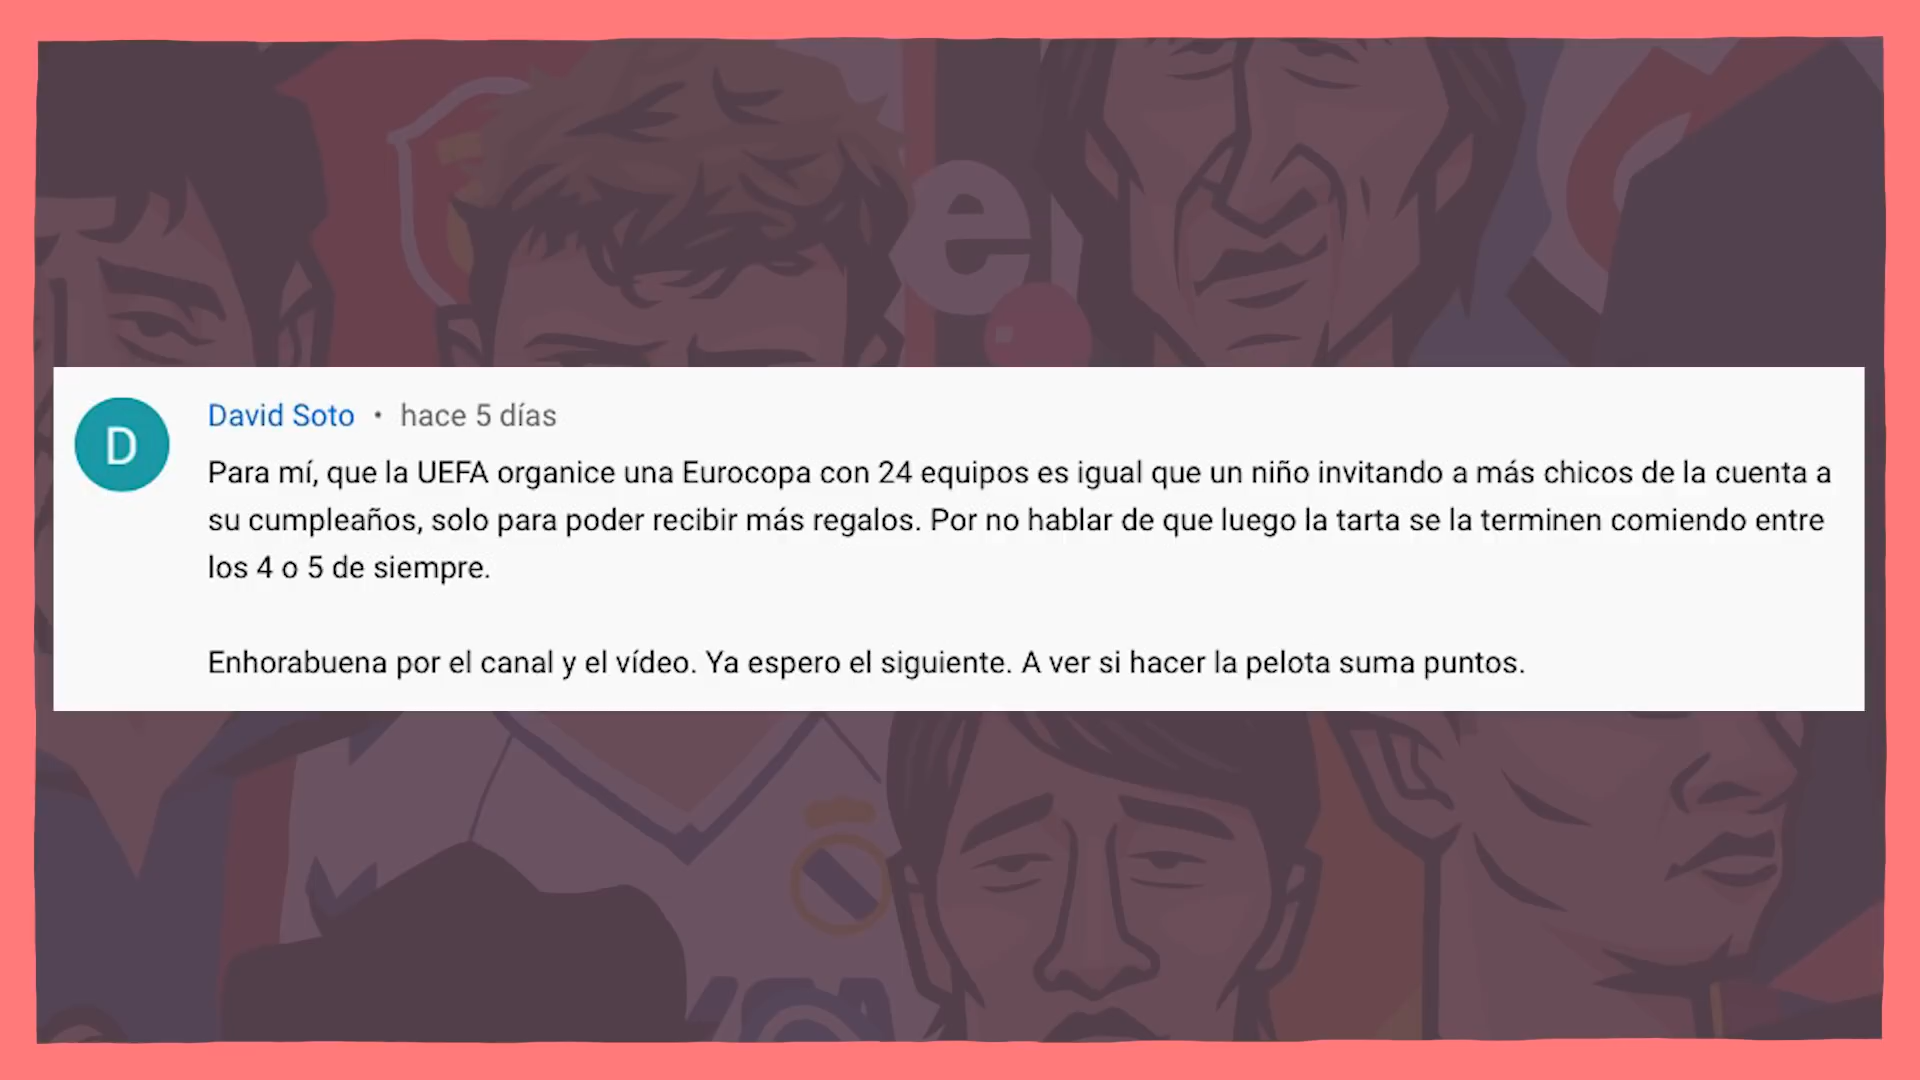 el
David Soto • hace 5 días
D
Para mí, que la UEFA organice una Eurocopa con 24 equipos es igual que un niño invitando a más chicos de la cuenta a
su cumpleaños, solo para poder recibir más regalos. Por no hablar de que luego la tarta se la terminen comiendo entre
los 4 o 5 de siempre.
Enhorabuena por el canal y el vídeo. Ya espero el siguiente. A ver si hacer la pelota suma puntos.